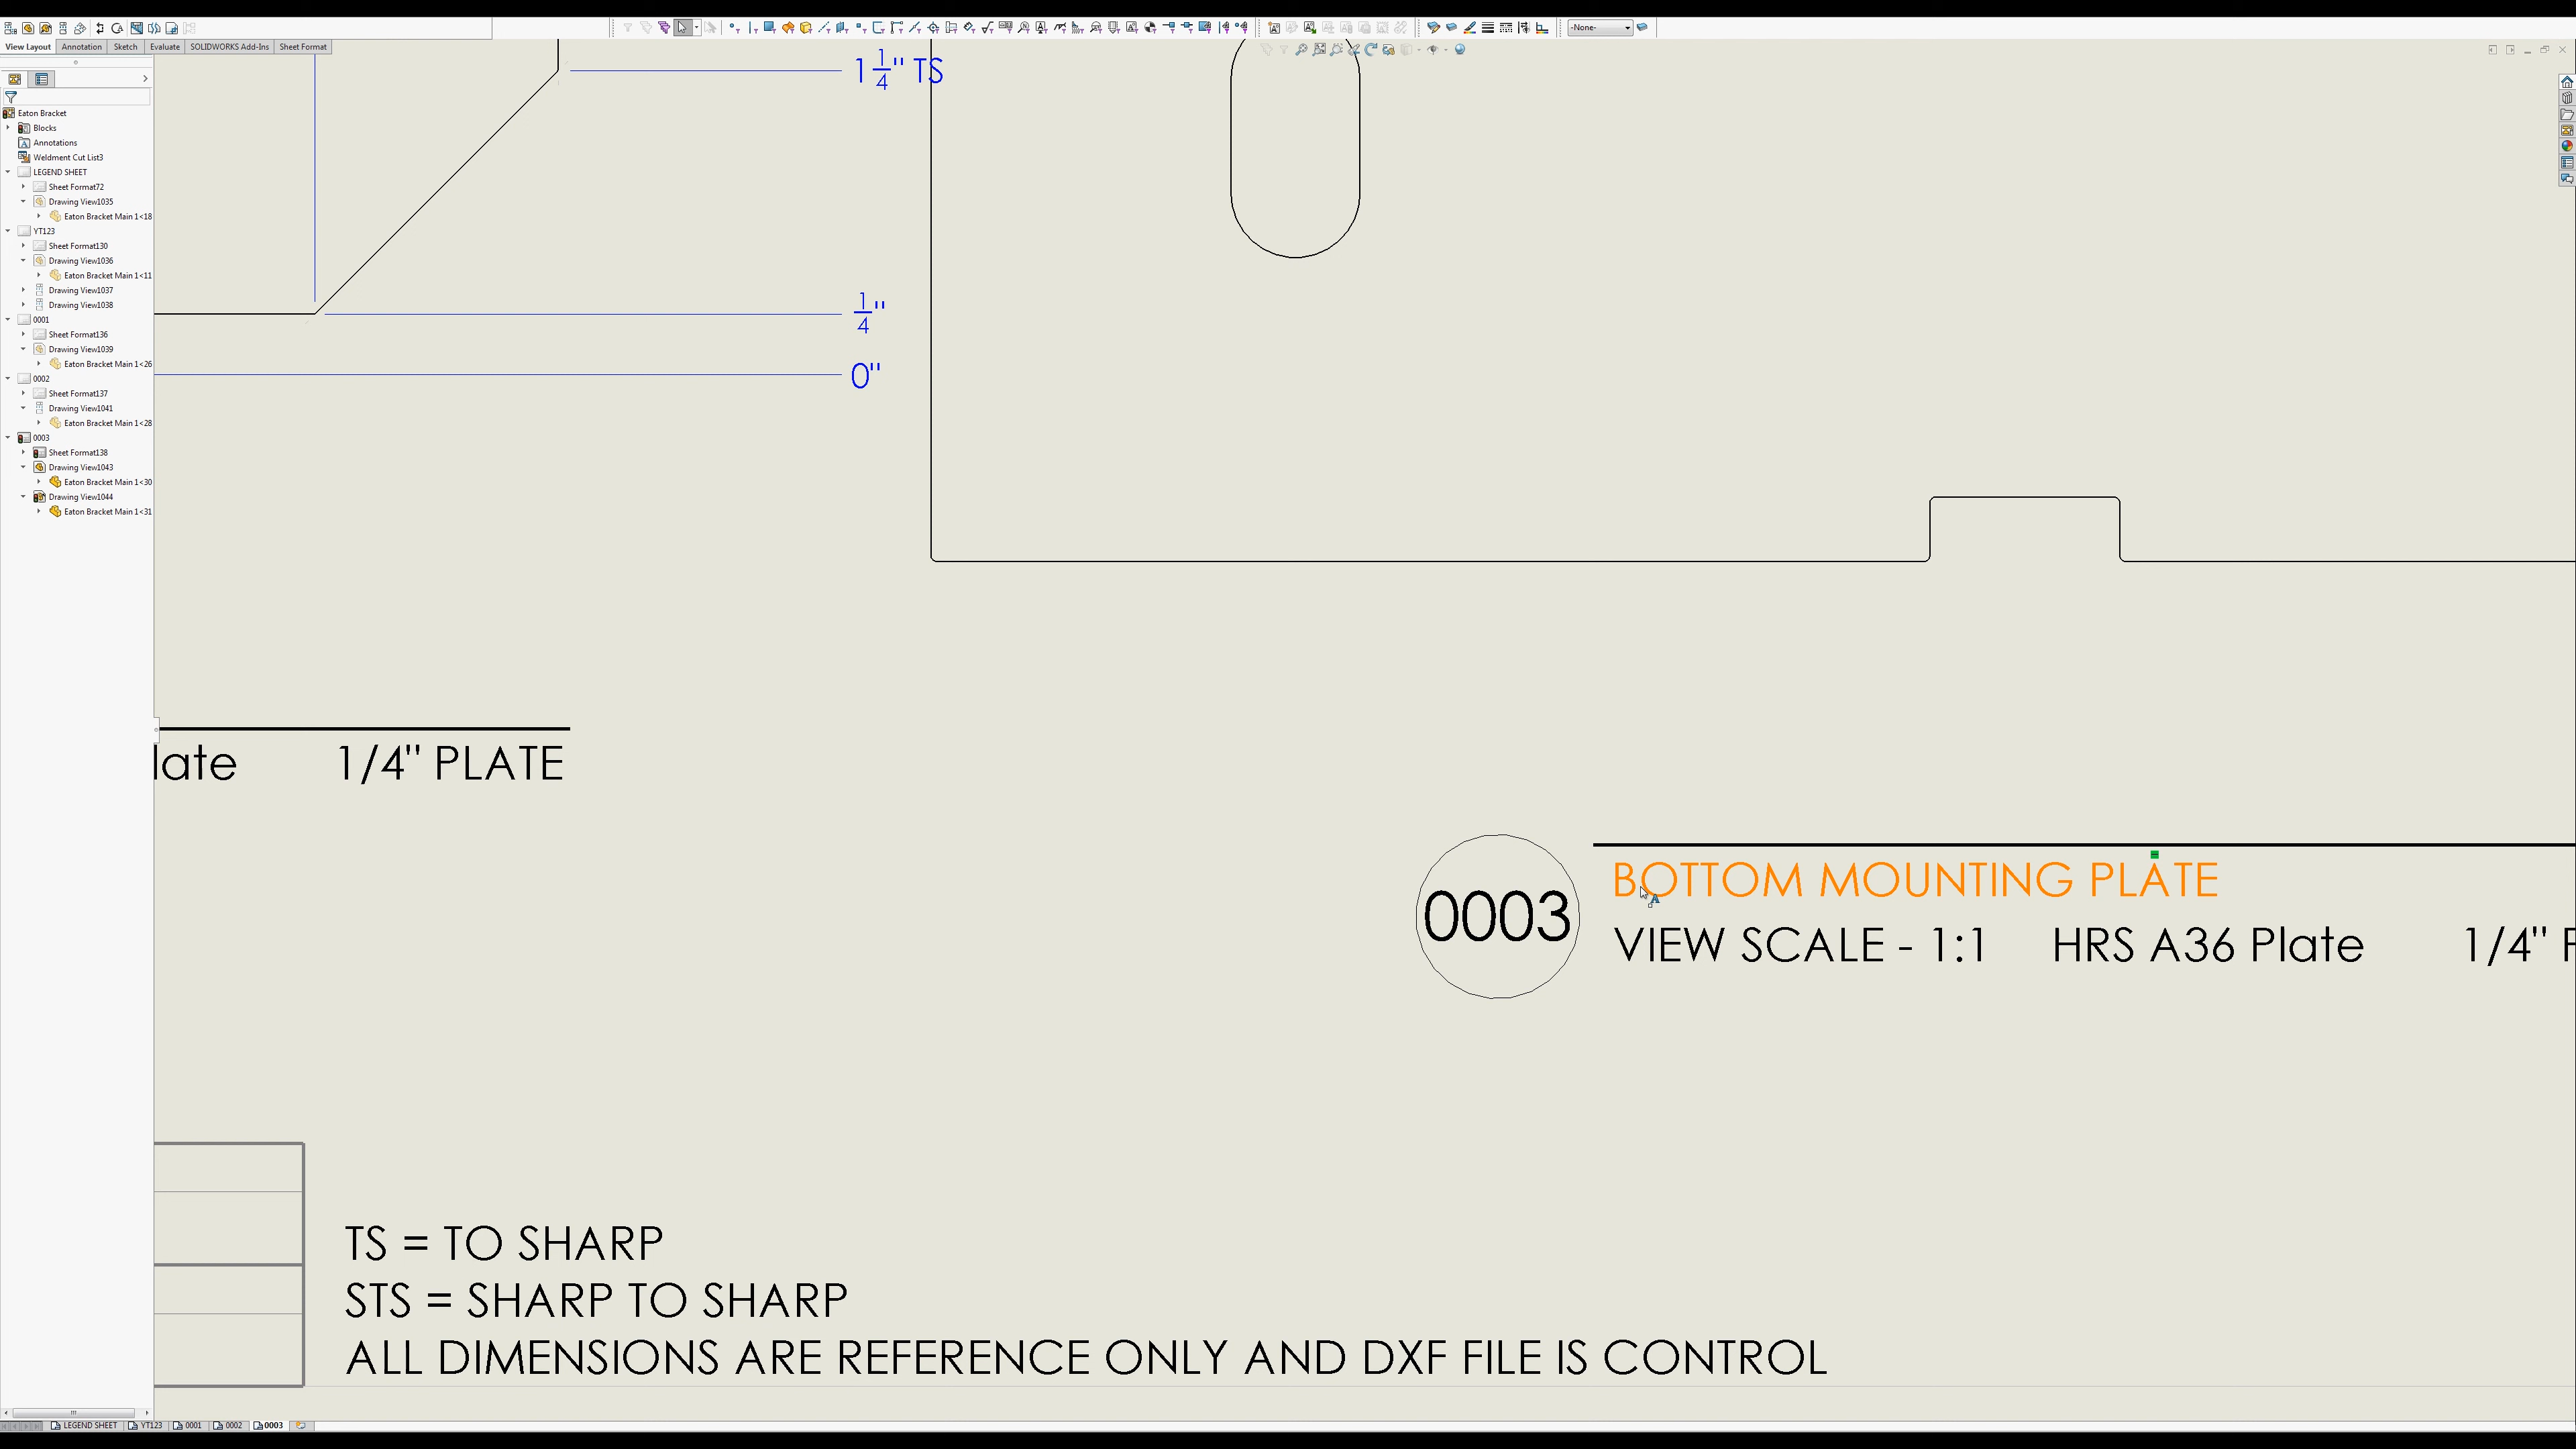 -None-
View Layout
Annotation
Sketch
Evaluate
SOLIDWORKS Add-Ins
Sheet Format
Eaton Bracket
Blocks
Annotations
Weldment Cut List3
LEGEND SHEET
Sheet Format72
Drawing View1035
Eaton Bracket Main 1<18
YT123
Sheet Format130
Drawing View1036
Eaton Bracket Main 1<11
Drawing View1037
Drawing View1038
0001
Sheet Format136
Drawing View1039
Eaton Bracket Main 1<26
0002
Sheet Format137
Drawing View1041
Eaton Bracket Main 1<28
0003
Sheet Format138
Drawing View1043
Eaton Bracket Main 1<30
Drawing View1044
Eaton Bracket Main 1<31
1 1/4" TS
1/4"
0"
late 1/4" PLATE
0003
BOTTOM MOUNTING PLATE
VIEW SCALE - 1:1 HRS A36 Plate 1/4"
TS = TO SHARP
STS = SHARP TO SHARP
ALL DIMENSIONS ARE REFERENCE ONLY AND DXF FILE IS CONTROL
LEGEND SHEET
YT123
0001
0002
0003